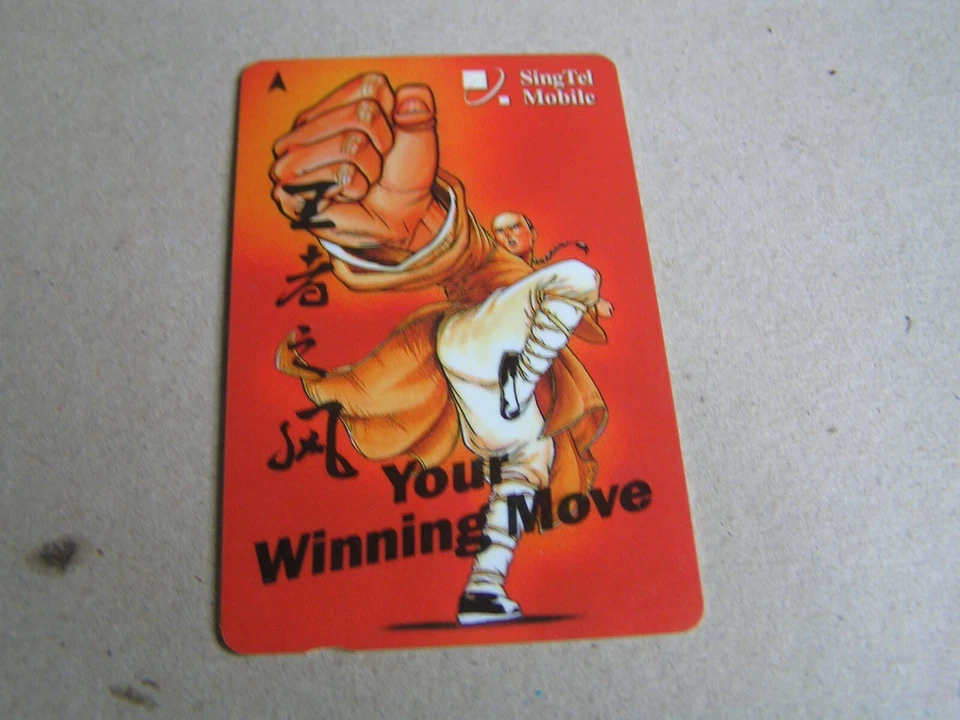 SingTel
Mobile
王者之风
Your
Winning Move